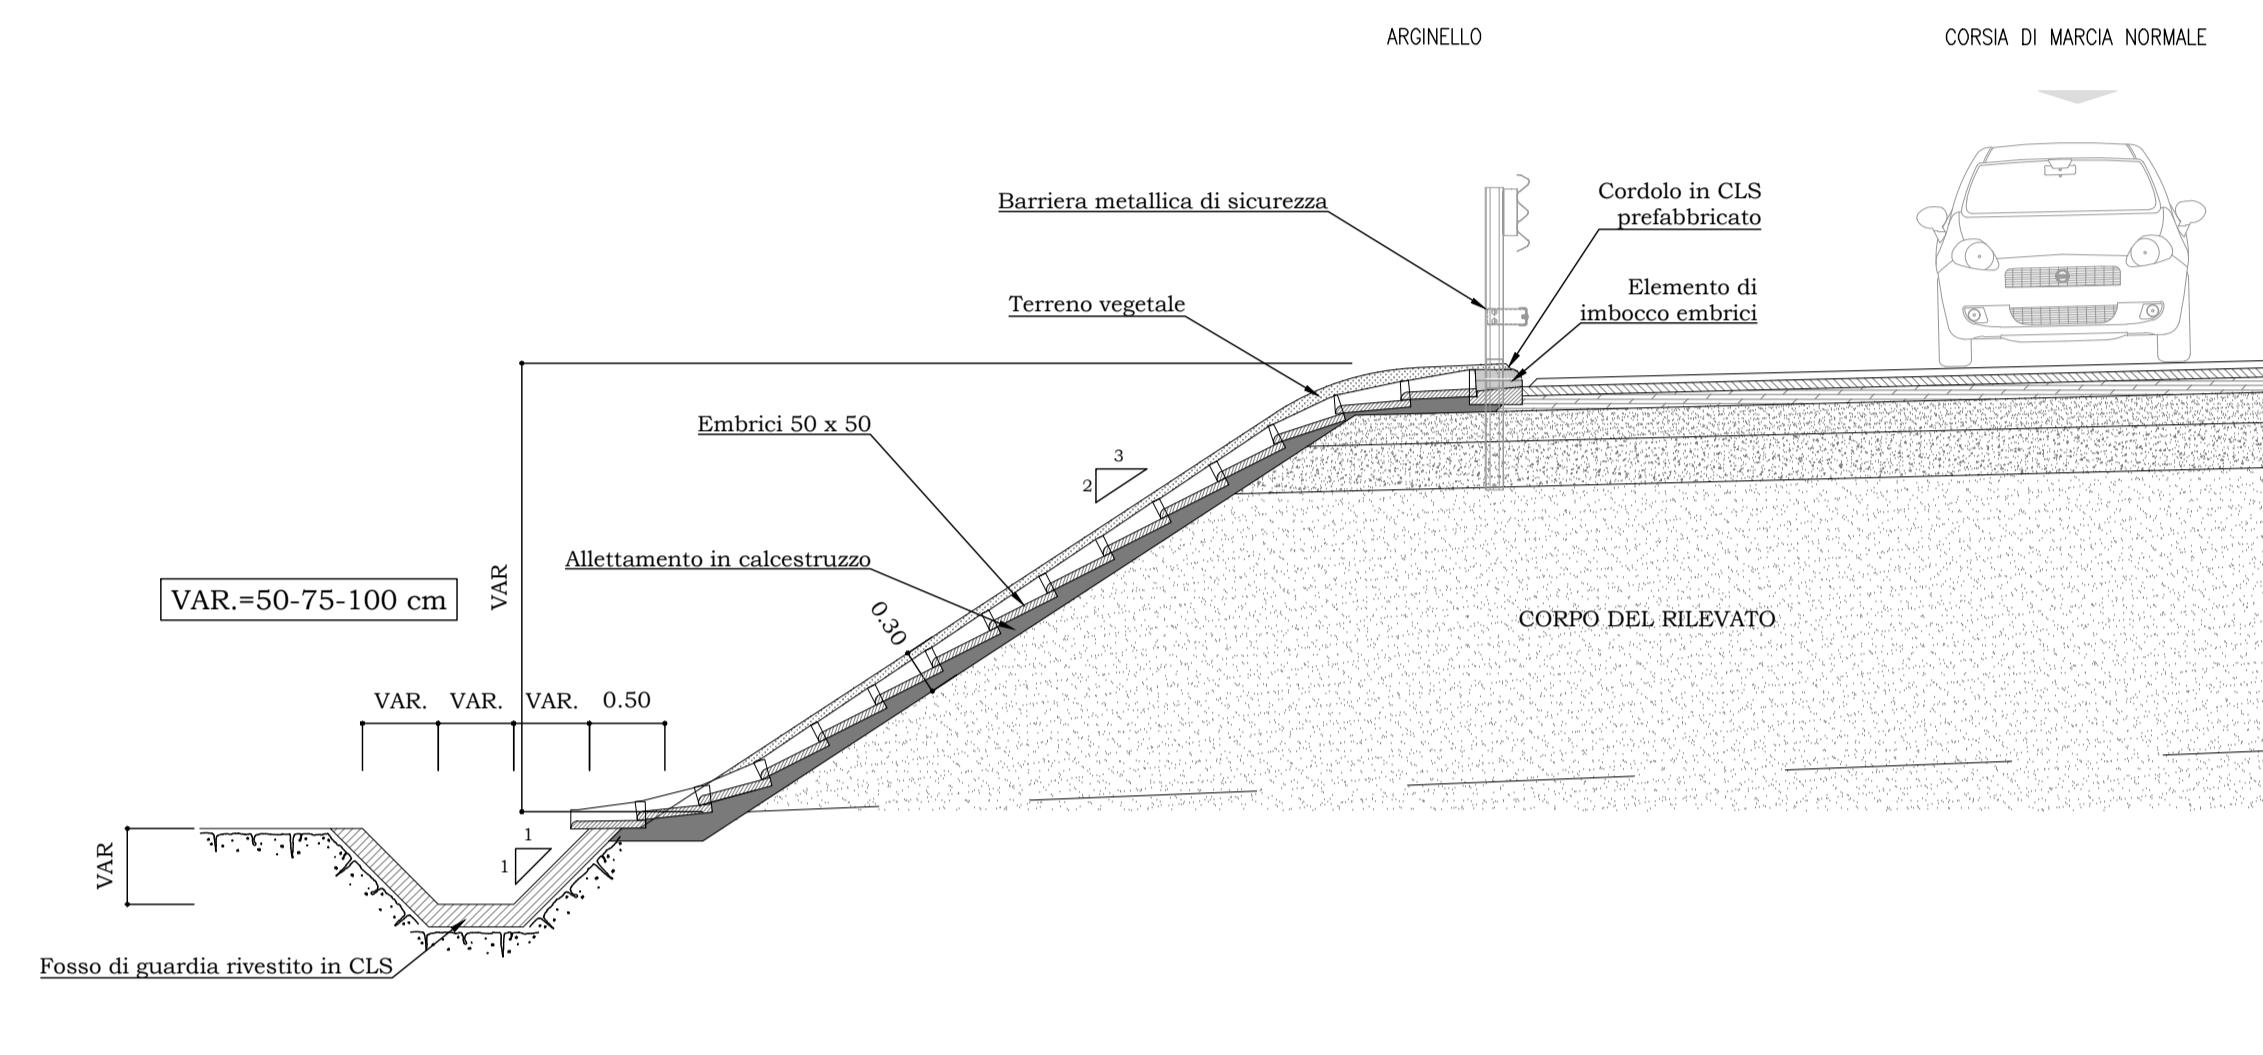 ARGINELLO
CORSIA DI MARCIA NORMALE
Barriera metallica di sicurezza
Cordolo in CLS
prefabbricato
Terreno vegetale
Elemento di
imbocco embrici
Embrici 50 x 50
3
2
Allettamento in calcestruzzo
VAR
VAR.=50-75-100 cm
0.30
CORPO DEL RILEVATO
VAR. VAR. VAR. 0.50
1
1
VAR
Fosso di guardia rivestito in CLS